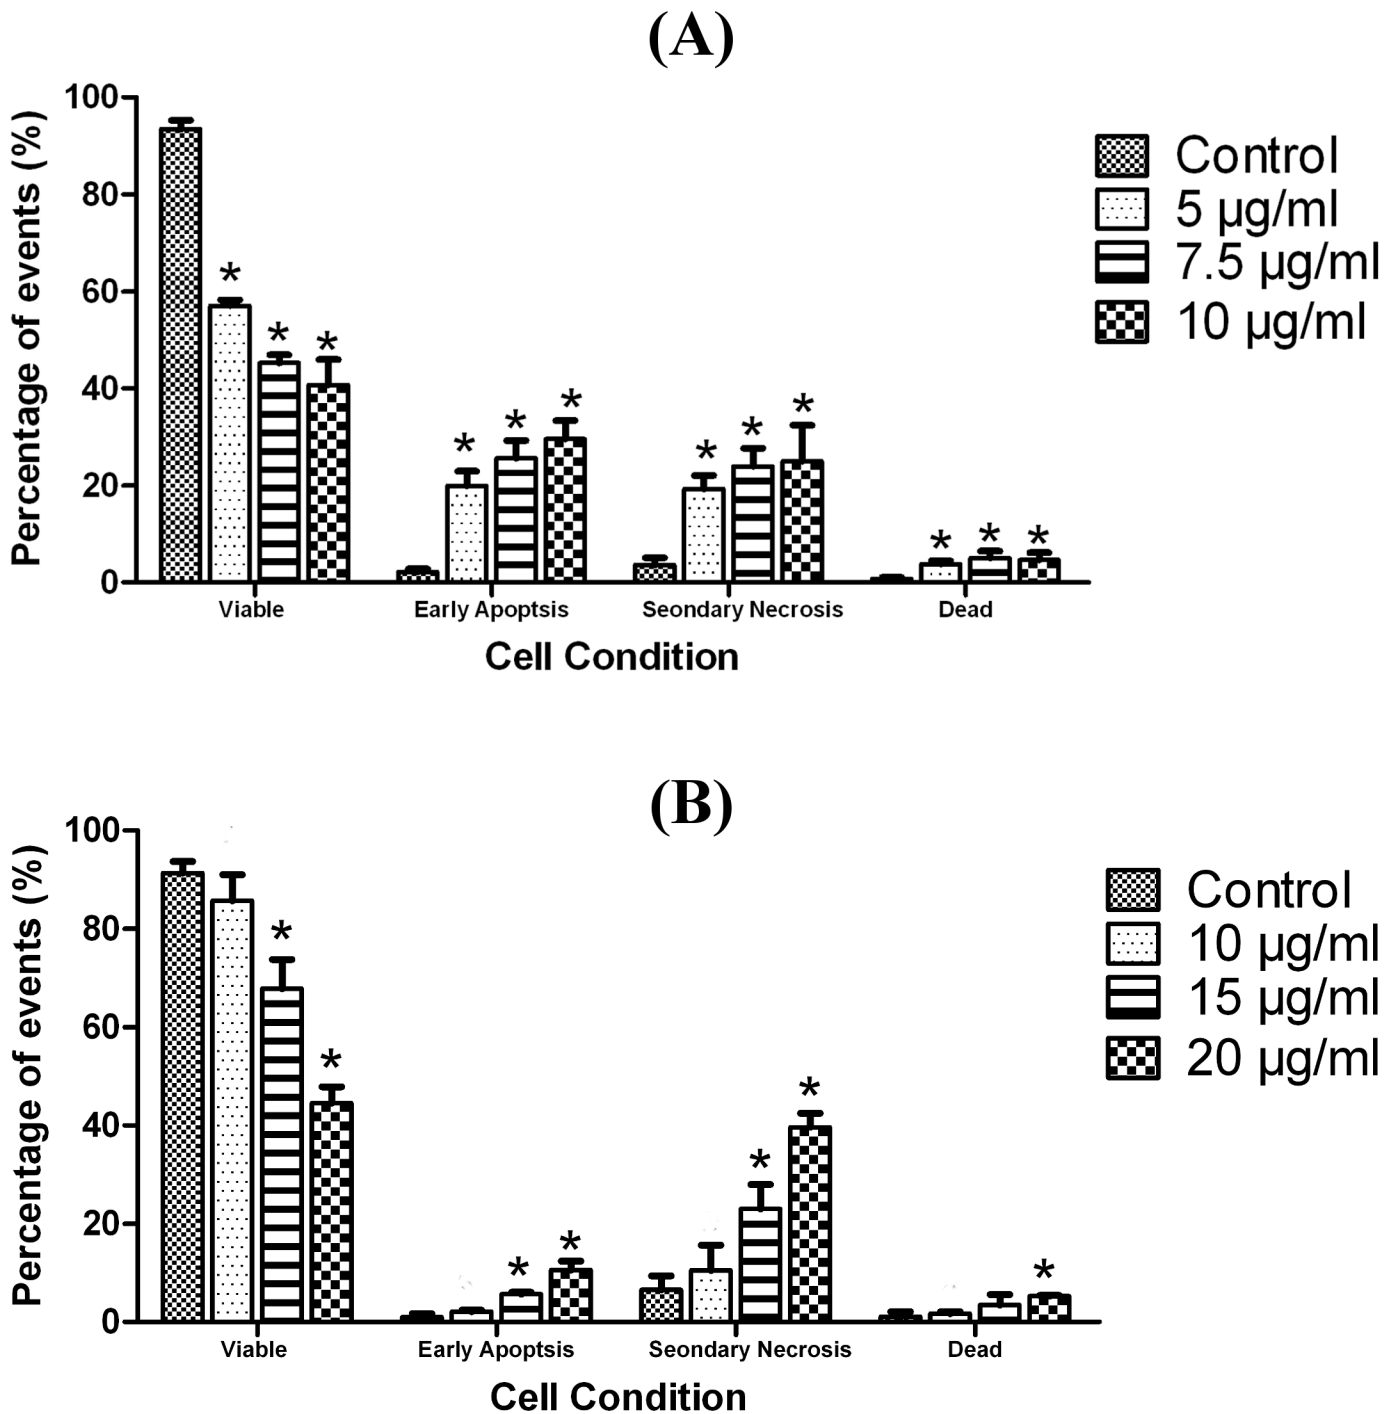 (A)
Percentage of events (%)
100
80
60
40
20
0
*
*
*
*
*
*
*
*
*
*
*
*
Viable
Early Apoptsis
Seondary Necrosis
Dead
Cell Condition
Control
5 µg/ml
7.5 µg/ml
10 µg/ml
(B)
Percentage of events (%)
100
80
60
40
20
0
*
*
*
*
*
*
*
Viable
Early Apoptsis
Seondary Necrosis
Dead
Cell Condition
Control
10 µg/ml
15 µg/ml
20 µg/ml